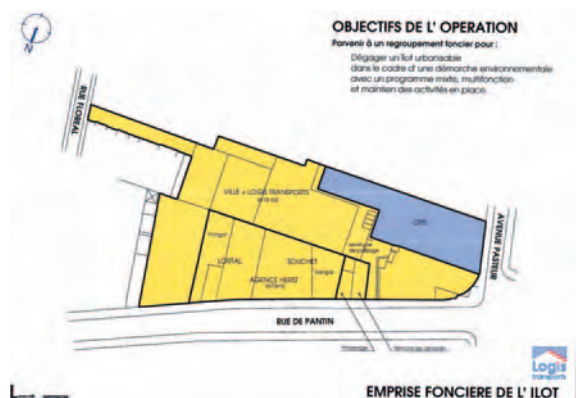 OBJECTIFS DE L' OPERATION
Parvenir à un regroupement foncier pour :
Dégager un îlot urbanisable
dans le cadre d'une démarche environnementale
avec un programme mixte, multifonction
et maintien des activités en place.
N
RUE FLOREAL
VILLE + LOGIS TRANSPORTS
AVENUE PASTEUR
LORITAL
SOUCHET
AGENCE HERTZ
RUE DE PANTIN
Logis
transports
EMPRISE FONCIERE DE L' ILOT